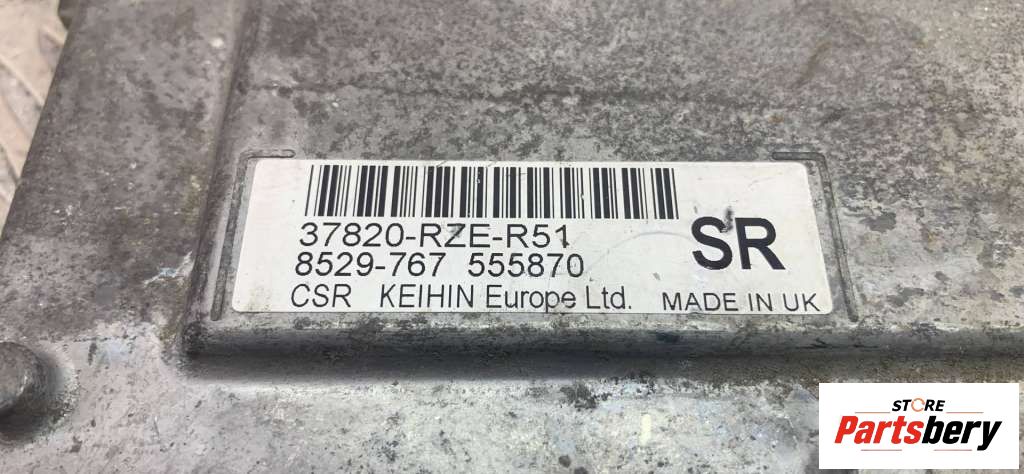 37820-RZE-R51
8529-767 555870
SR
CSR KEIHIN Europe Ltd. MADE IN UK
STORE
Partsbery